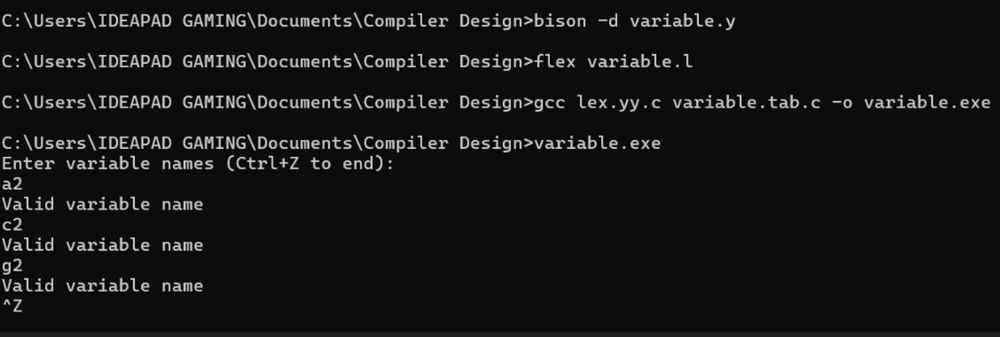 C:\Users\IDEAPAD GAMING\Documents\Compiler Design>bison -d variable.y
C:\Users\IDEAPAD GAMING\Documents\Compiler Design>flex variable.l
C:\Users\IDEAPAD GAMING\Documents\Compiler Design>gcc lex.yy.c variable.tab.c -o variable.exe
C:\Users\IDEAPAD GAMING\Documents\Compiler Design>variable.exe
Enter variable names (Ctrl+Z to end):
a2
Valid variable name
c2
Valid variable name
g2
Valid variable name
^Z